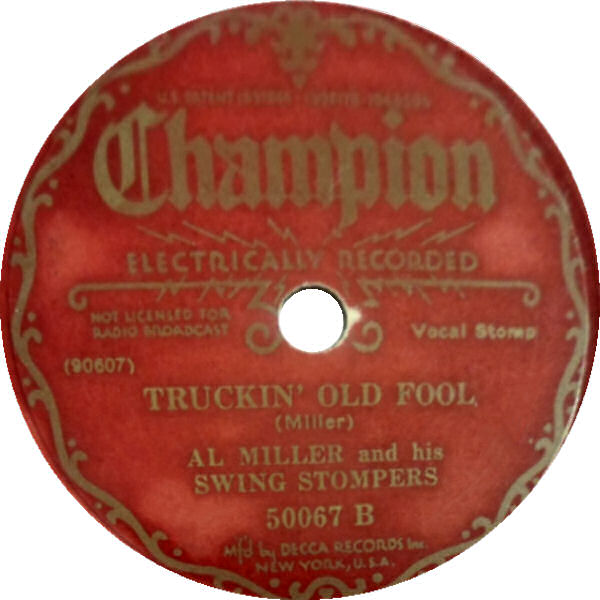 U.S. PATENT
Champion
ELECTRICALLY RECORDED
NOT LICENSED FOR
RADIO BROADCAST
Vocal Stomp
(90607)
TRUCKIN' OLD FOOL
(Miller)
AL MILLER and his
SWING STOMPERS
50067 B
Mf'd by DECCA RECORDS Inc.
NEW YORK, U.S.A.